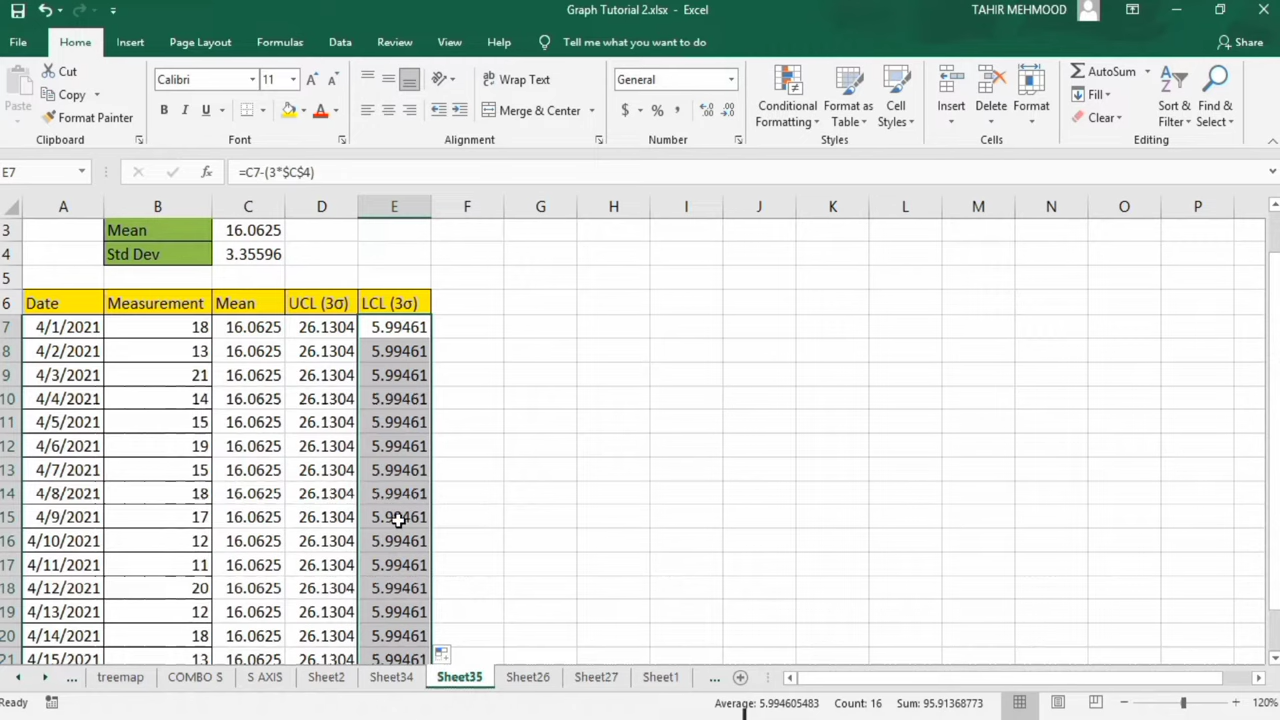 Graph Tutorial 2.xlsx - Excel
TAHIR MEHMOOD
File Home Insert Page Layout Formulas Data Review View Help Tell me what you want to do Share
Paste
Cut
Copy
Format Painter
Clipboard
Calibri 11
B I U A
Font
Wrap Text
Merge & Center
Alignment
General
$ % ,
Number
Conditional Formatting
Format as Table
Cell Styles
Styles
Insert Delete Format
Cells
AutoSum
Fill
Clear
Sort & Filter
Find & Select
Editing
E7 fx =C7-(3*$C$4)
A B C D E F G H I J K L M N O P
3 Mean 16.0625
4 Std Dev 3.35596
5
6 Date Measurement Mean UCL (3σ) LCL (3σ)
7 4/1/2021 18 16.0625 26.1304 5.99461
8 4/2/2021 13 16.0625 26.1304 5.99461
9 4/3/2021 21 16.0625 26.1304 5.99461
10 4/4/2021 14 16.0625 26.1304 5.99461
11 4/5/2021 15 16.0625 26.1304 5.99461
12 4/6/2021 19 16.0625 26.1304 5.99461
13 4/7/2021 15 16.0625 26.1304 5.99461
14 4/8/2021 18 16.0625 26.1304 5.99461
15 4/9/2021 17 16.0625 26.1304 5.99461
16 4/10/2021 12 16.0625 26.1304 5.99461
17 4/11/2021 11 16.0625 26.1304 5.99461
18 4/12/2021 20 16.0625 26.1304 5.99461
19 4/13/2021 12 16.0625 26.1304 5.99461
20 4/14/2021 18 16.0625 26.1304 5.99461
21 4/15/2021 13 16.0625 26.1304 5.99461
... treemap COMBO S S AXIS Sheet2 Sheet34 Sheet35 Sheet26 Sheet27 Sheet1 ...
Ready Average: 5.994605483 Count: 16 Sum: 95.91368773 120%